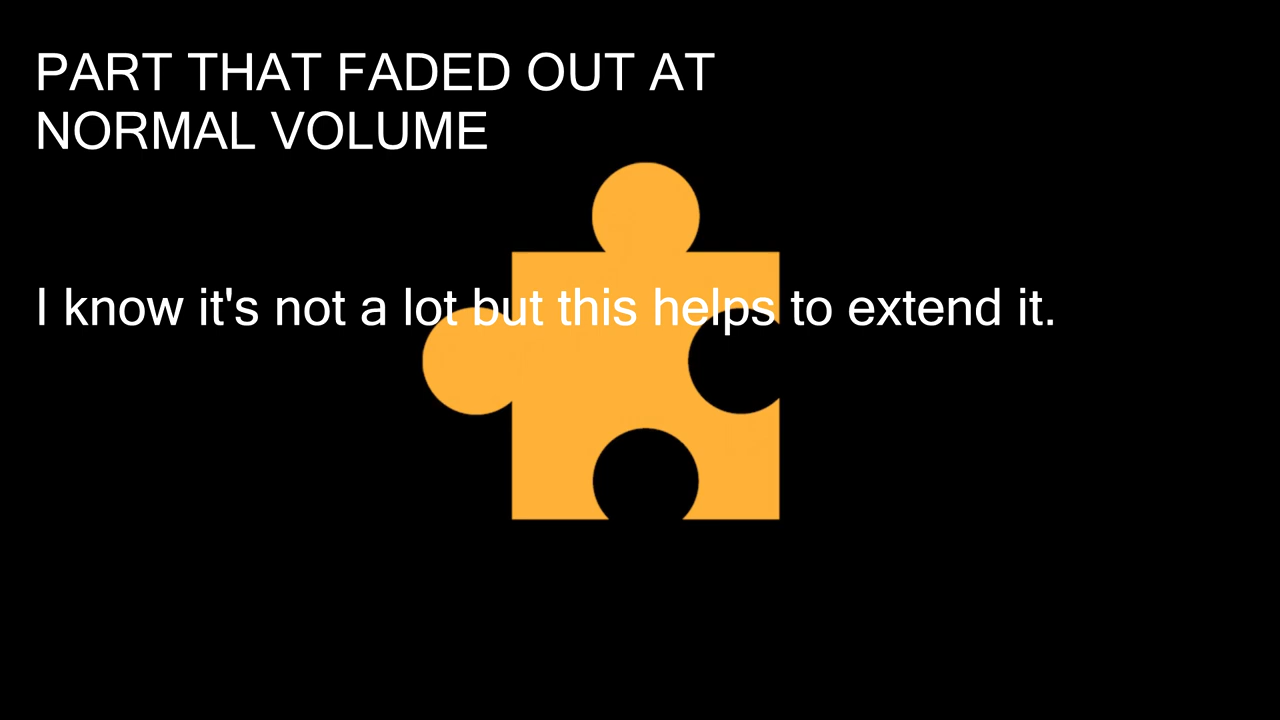 PART THAT FADED OUT AT
NORMAL VOLUME
I know it's not a lot but this helps to extend it.